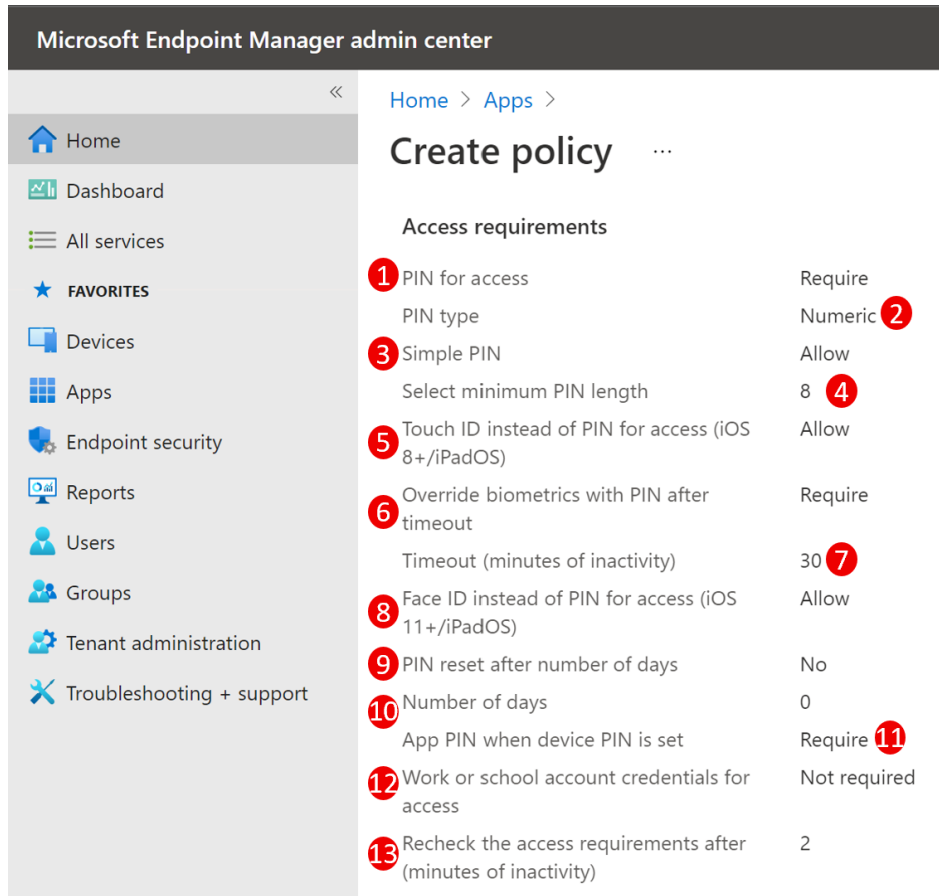 Microsoft Endpoint Manager admin center
«
Home > Apps >
Home
Create policy ...
Dashboard
Access requirements
All services
FAVORITES
1 PIN for access Require
PIN type Numeric 2
Devices
3 Simple PIN Allow
Apps
Select minimum PIN length 8 4
Endpoint security
5 Touch ID instead of PIN for access (iOS Allow
8+/iPadOS)
Reports
6 Override biometrics with PIN after Require
timeout
Users
Timeout (minutes of inactivity) 30 7
Groups
8 Face ID instead of PIN for access (iOS Allow
11+/iPadOS)
Tenant administration
9 PIN reset after number of days No
Troubleshooting + support
10 Number of days 0
App PIN when device PIN is set Require 11
12 Work or school account credentials for Not required
access
13 Recheck the access requirements after 2
(minutes of inactivity)